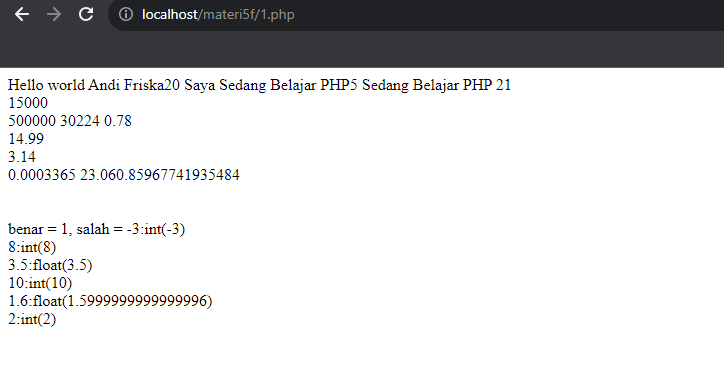 localhost/materi5f/1.php
Hello world Andi Friska20 Saya Sedang Belajar PHP5 Sedang Belajar PHP 21
15000
500000 30224 0.78
14.99
3.14
0.0003365 23.060.85967741935484
benar = 1, salah = -3:int(-3)
8:int(8)
3.5:float(3.5)
10:int(10)
1.6:float(1.5999999999999996)
2:int(2)